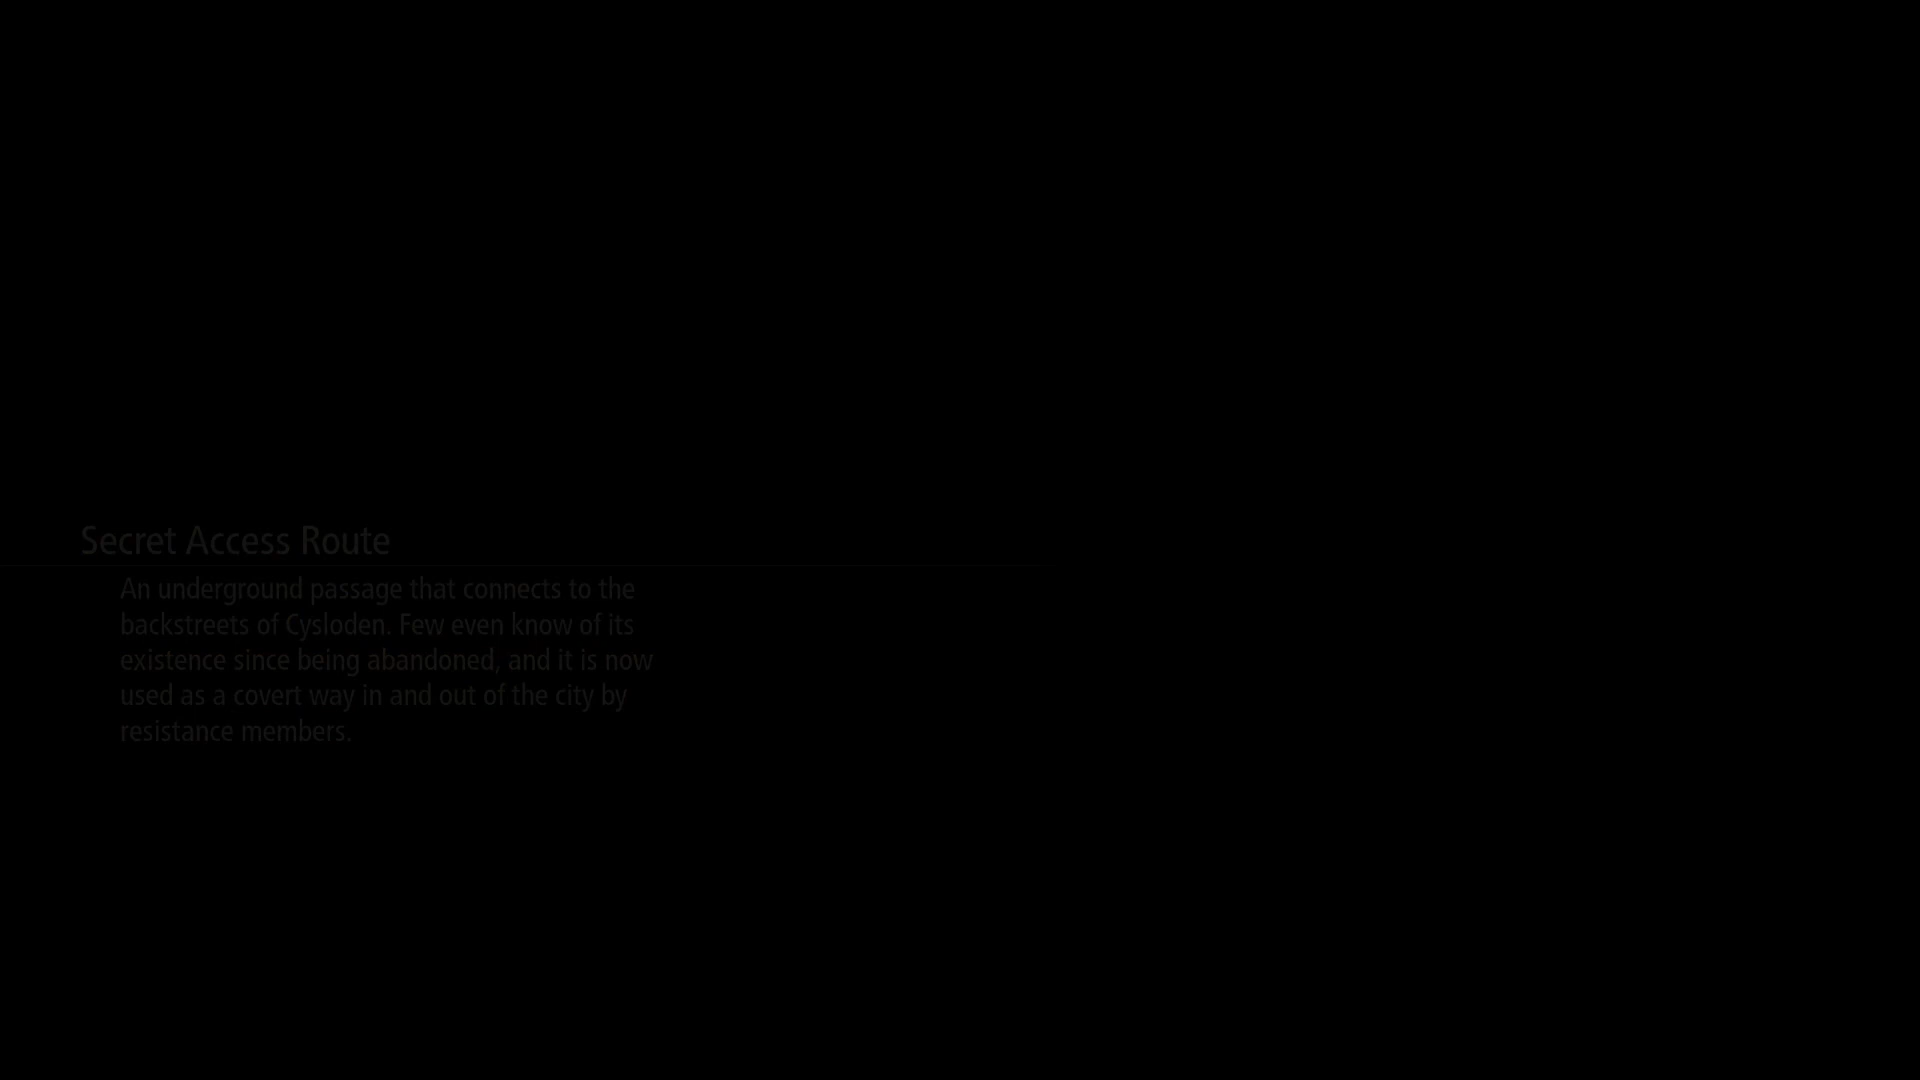 Secret Access Route
An underground passage that connects to the
backstreets of Cysloden. Few even know of its
existence since being abandoned, and it is now
used as a covert way in and out of the city by
resistance members.